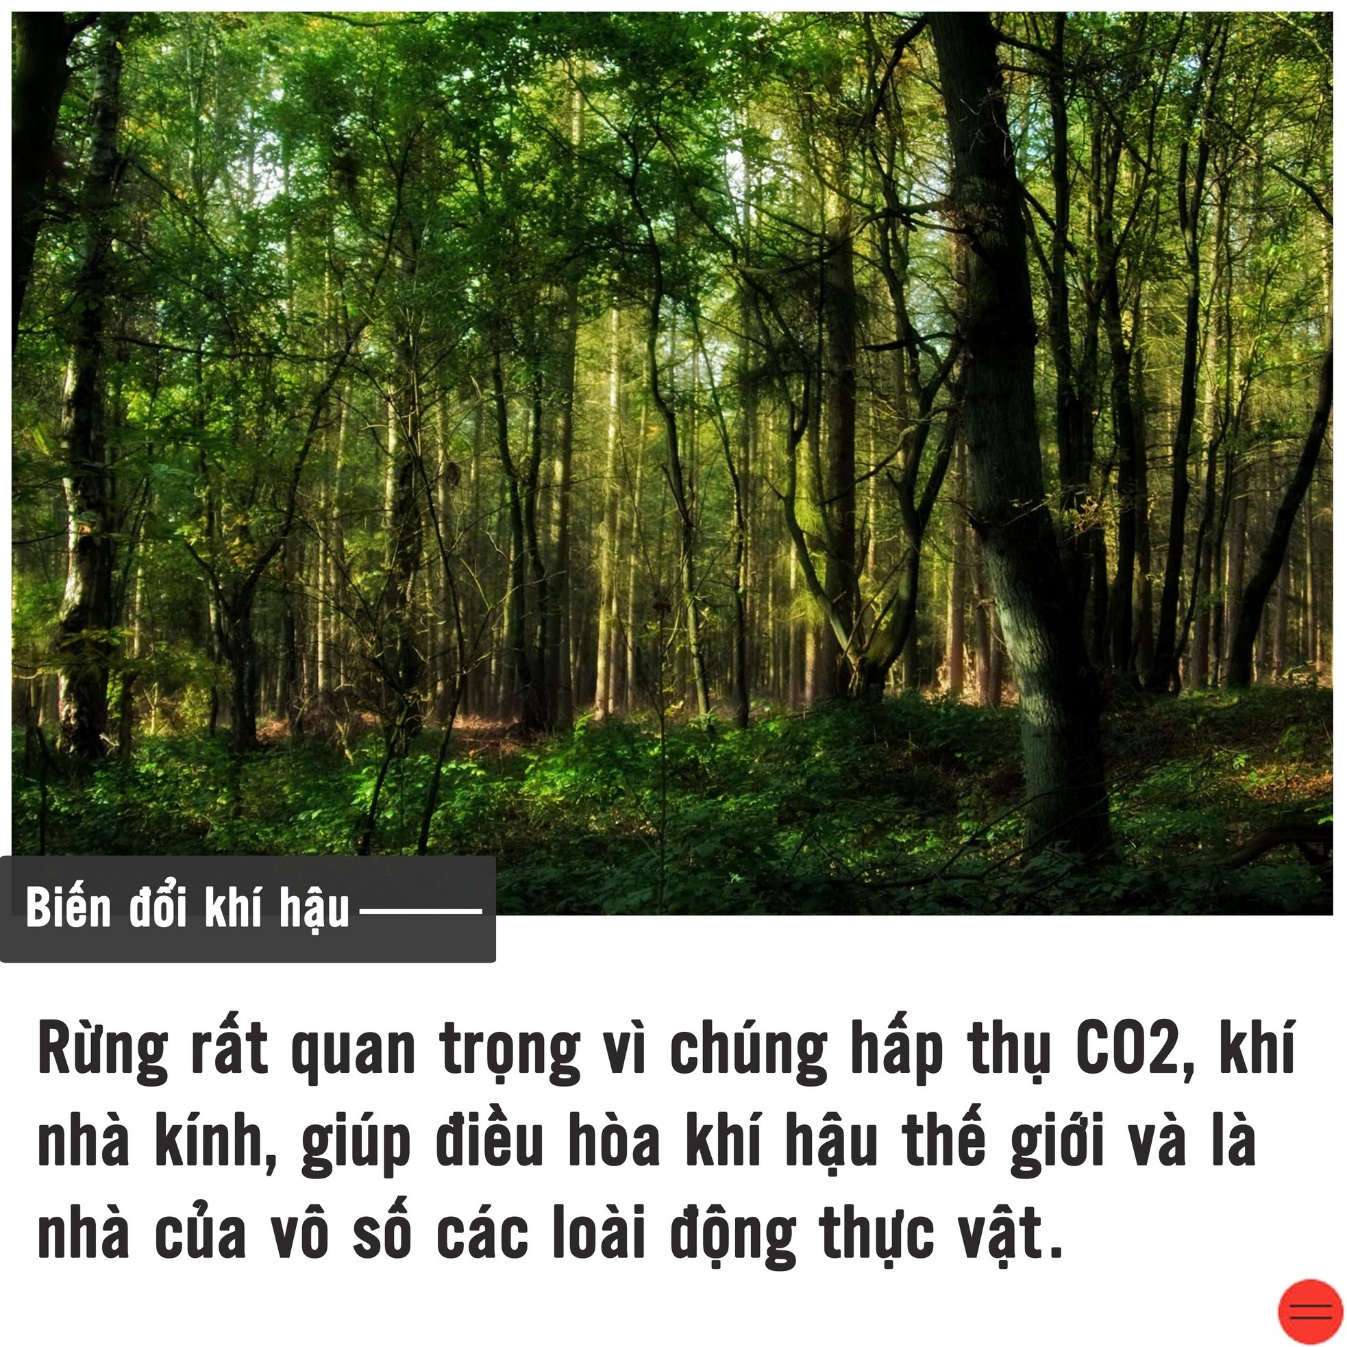 Biến đổi khí hậu
Rừng rất quan trọng vì chúng hấp thụ CO2, khí
nhà kính, giúp điều hòa khí hậu thế giới và là
nhà của vô số các loài động thực vật.